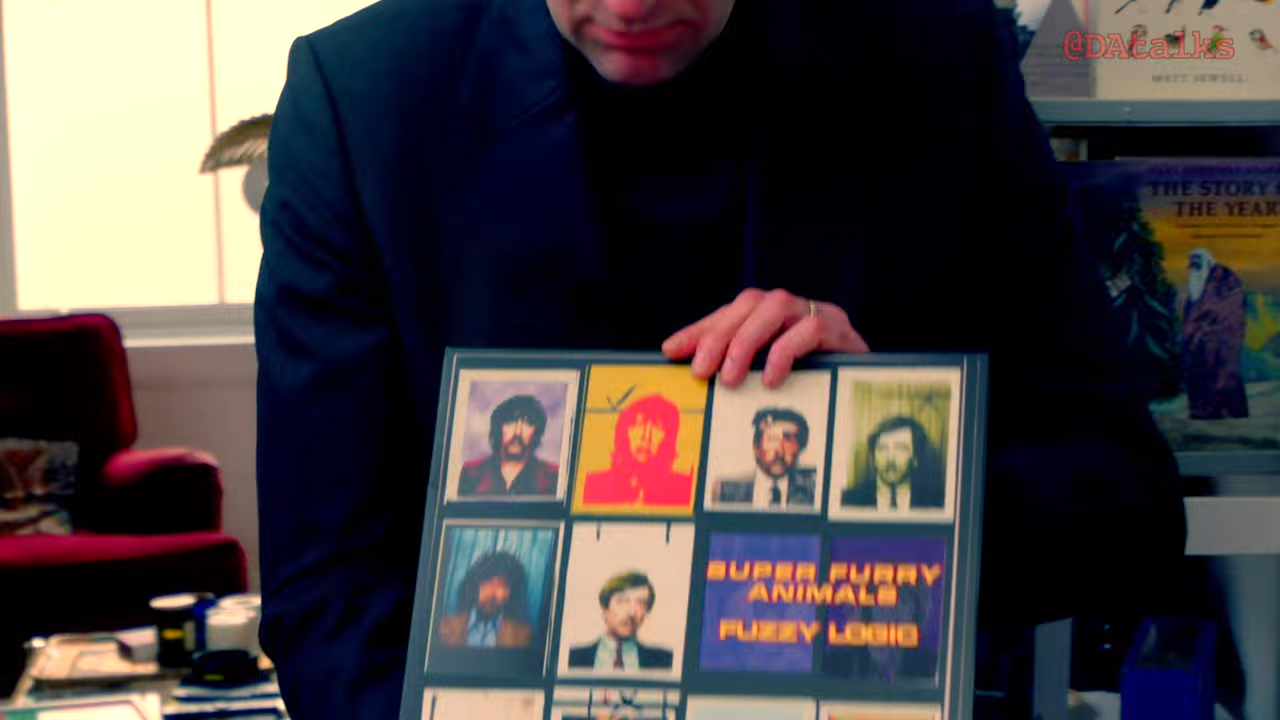 @DAtalks
MATT SEWELL
THE STORY
THE YEAR
SUPER FURRY
ANIMALS
FUZZY LOGIC